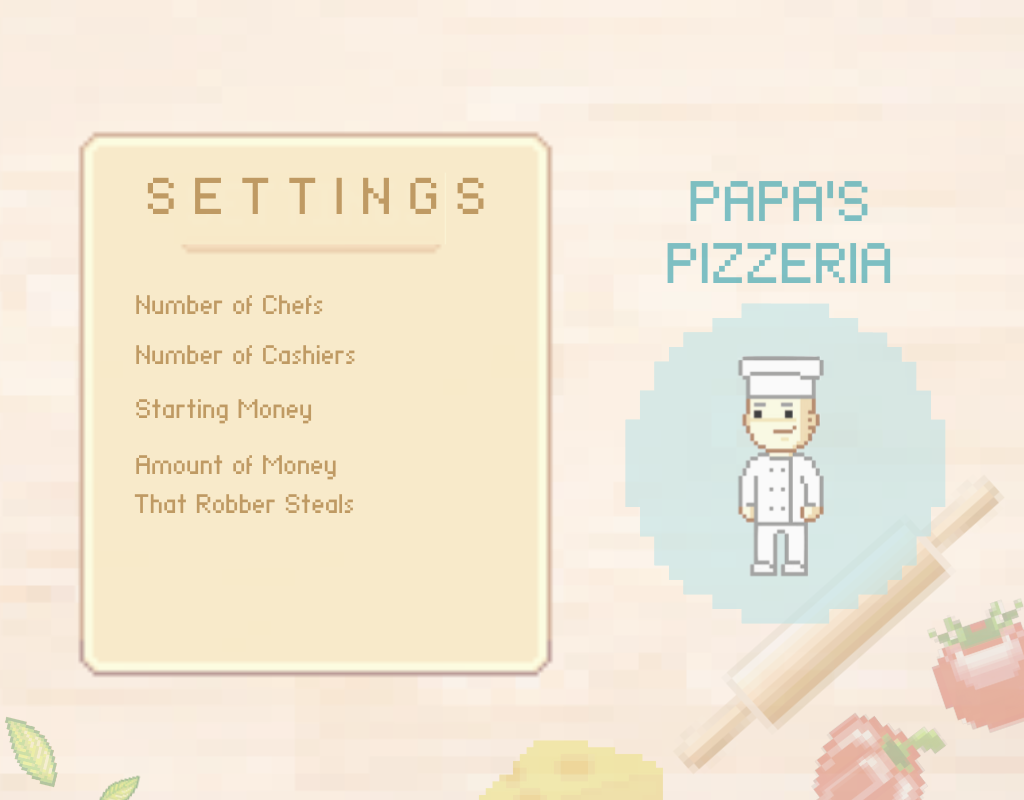 SETTINGS
Number of Chefs
Number of Cashiers
Starting Money
Amount of Money
That Robber Steals
PAPA'S
PIZZERIA